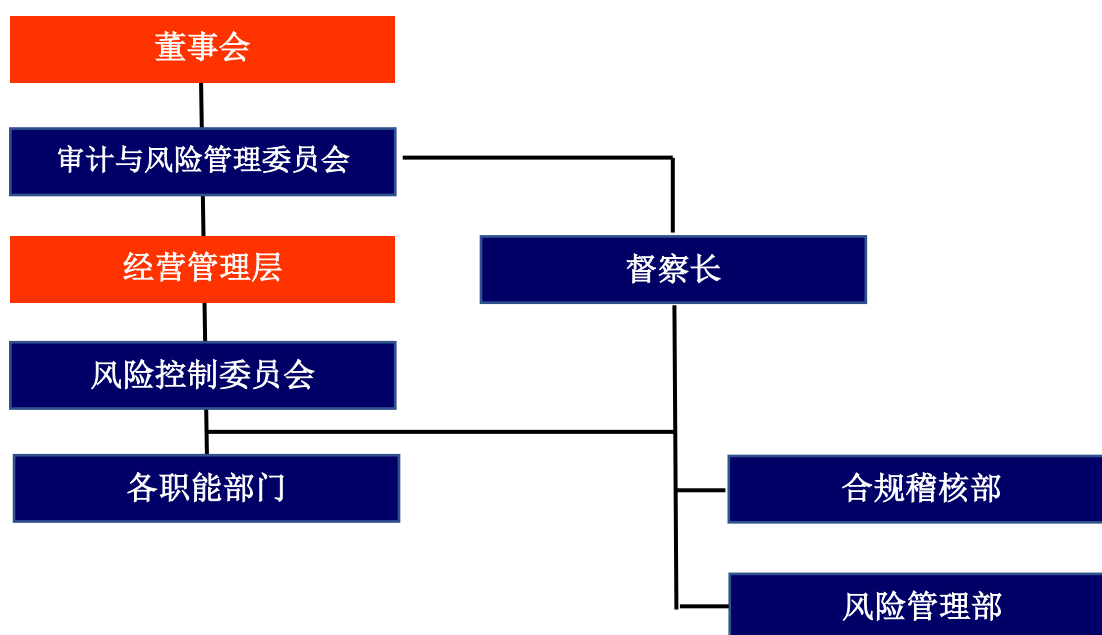 董事会
审计与风险管理委员会
经营管理层
督察长
风险控制委员会
各职能部门
合规稽核部
风险管理部